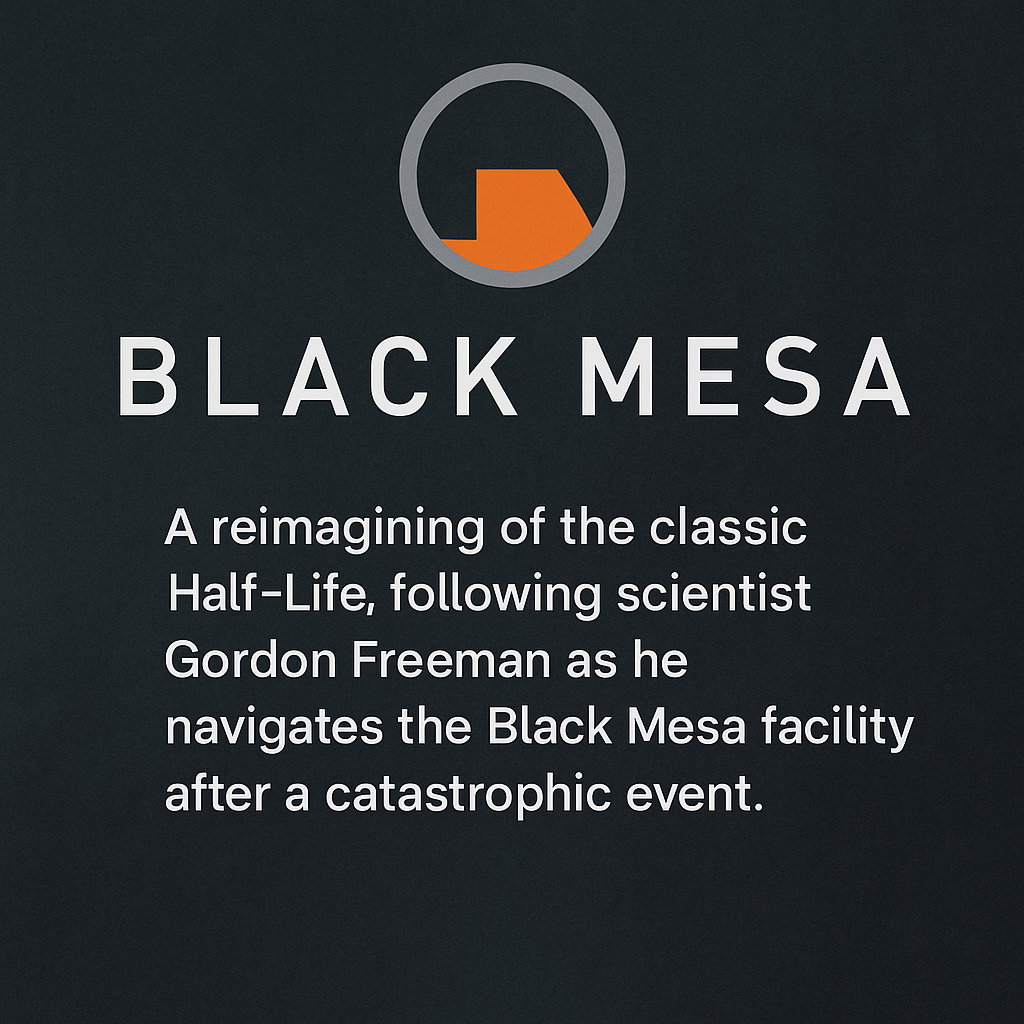 BLACK MESA
A reimagining of the classic
Half-Life, following scientist
Gordon Freeman as he
navigates the Black Mesa facility
after a catastrophic event.